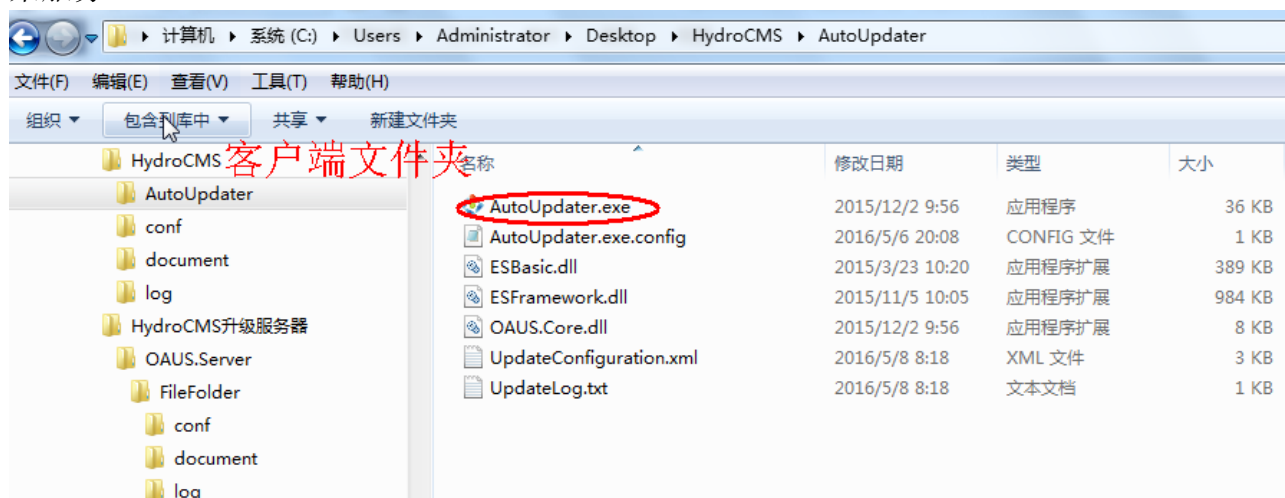 计算机 系统 (C:) Users Administrator Desktop HydroCMS AutoUpdater
文件(F) 编辑(E) 查看(V) 工具(T) 帮助(H)
组织 包含到库中 共享 新建文件夹
HydroCMS 客户端文件夹
AutoUpdater
conf
document
log
HydroCMS升级服务器
OAUS.Server
FileFolder
conf
document
log
名称 修改日期 类型 大小
AutoUpdater.exe 2015/12/2 9:56 应用程序 36 KB
AutoUpdater.exe.config 2016/5/6 20:08 CONFIG 文件 1 KB
ESBasic.dll 2015/3/23 10:20 应用程序扩展 389 KB
ESFramework.dll 2015/11/5 10:05 应用程序扩展 984 KB
OAUS.Core.dll 2015/12/2 9:56 应用程序扩展 8 KB
UpdateConfiguration.xml 2016/5/8 8:18 XML 文件 3 KB
UpdateLog.txt 2016/5/8 8:18 文本文档 1 KB